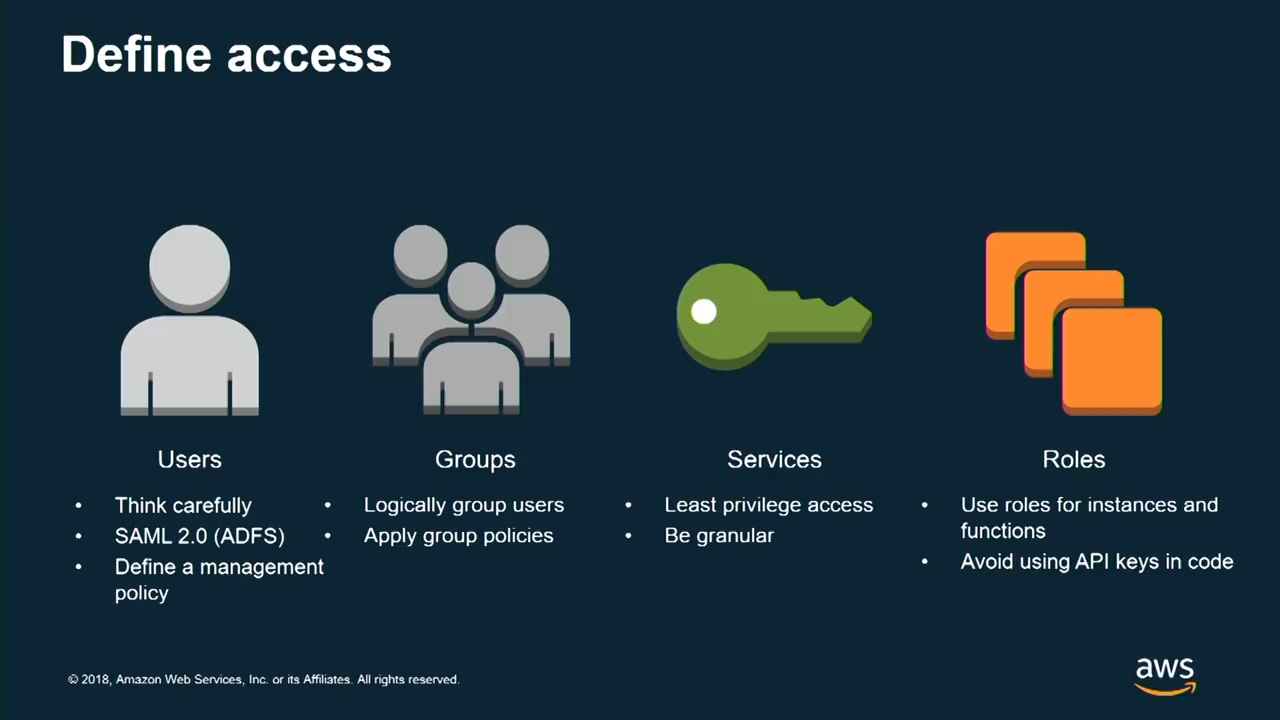 Define access
Users
• Think carefully
• SAML 2.0 (ADFS)
• Define a management
policy
Groups
• Logically group users
• Apply group policies
Services
• Least privilege access
• Be granular
Roles
• Use roles for instances and
functions
• Avoid using API keys in code
© 2018, Amazon Web Services, Inc. or its Affiliates. All rights reserved.
aws